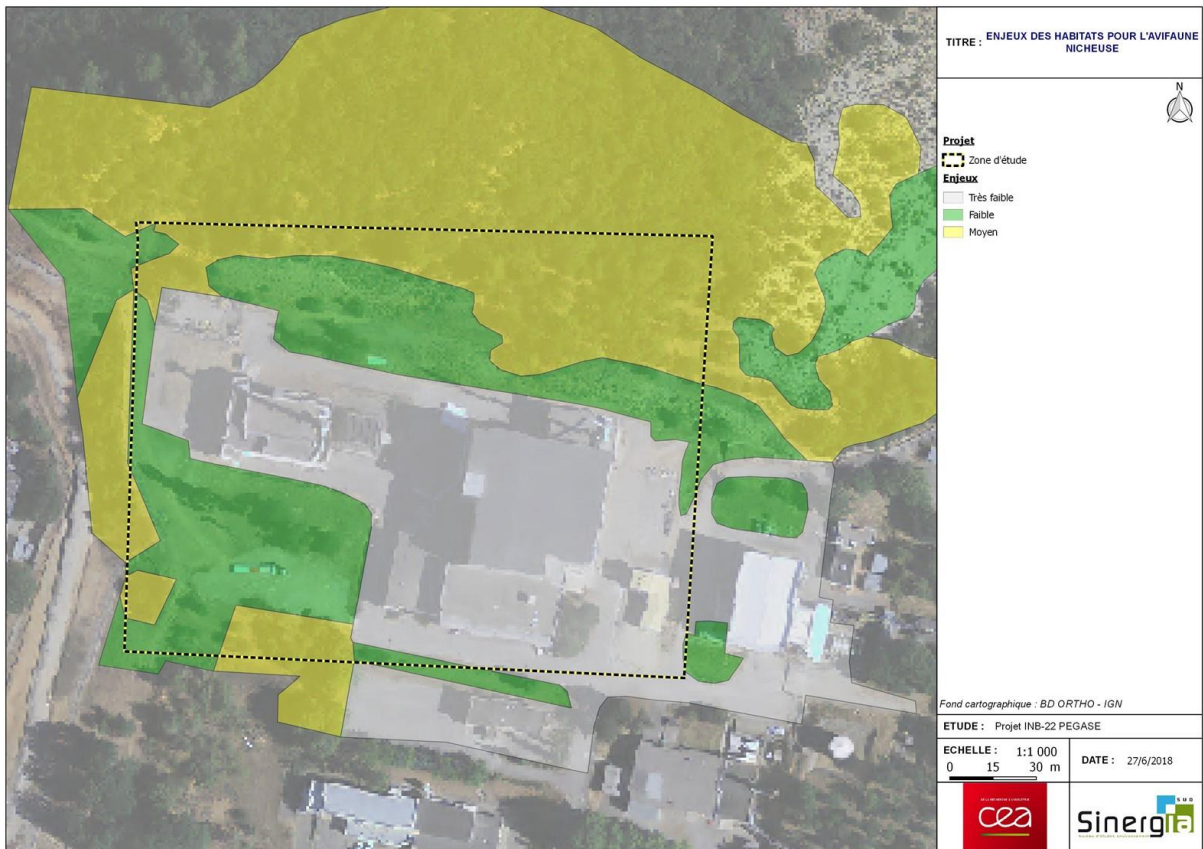 TITRE : ENJEUX DES HABITATS POUR L'AVIFAUNE
NICHEUSE
N
Projet
Zone d'étude
Enjeux
Très faible
Faible
Moyen
Fond cartographique : BD ORTHO - IGN
ETUDE : Projet INB-22 PEGASE
ECHELLE : 1:1 000
0 15 30 m
DATE : 27/6/2018
cea
Sinergia
SUD